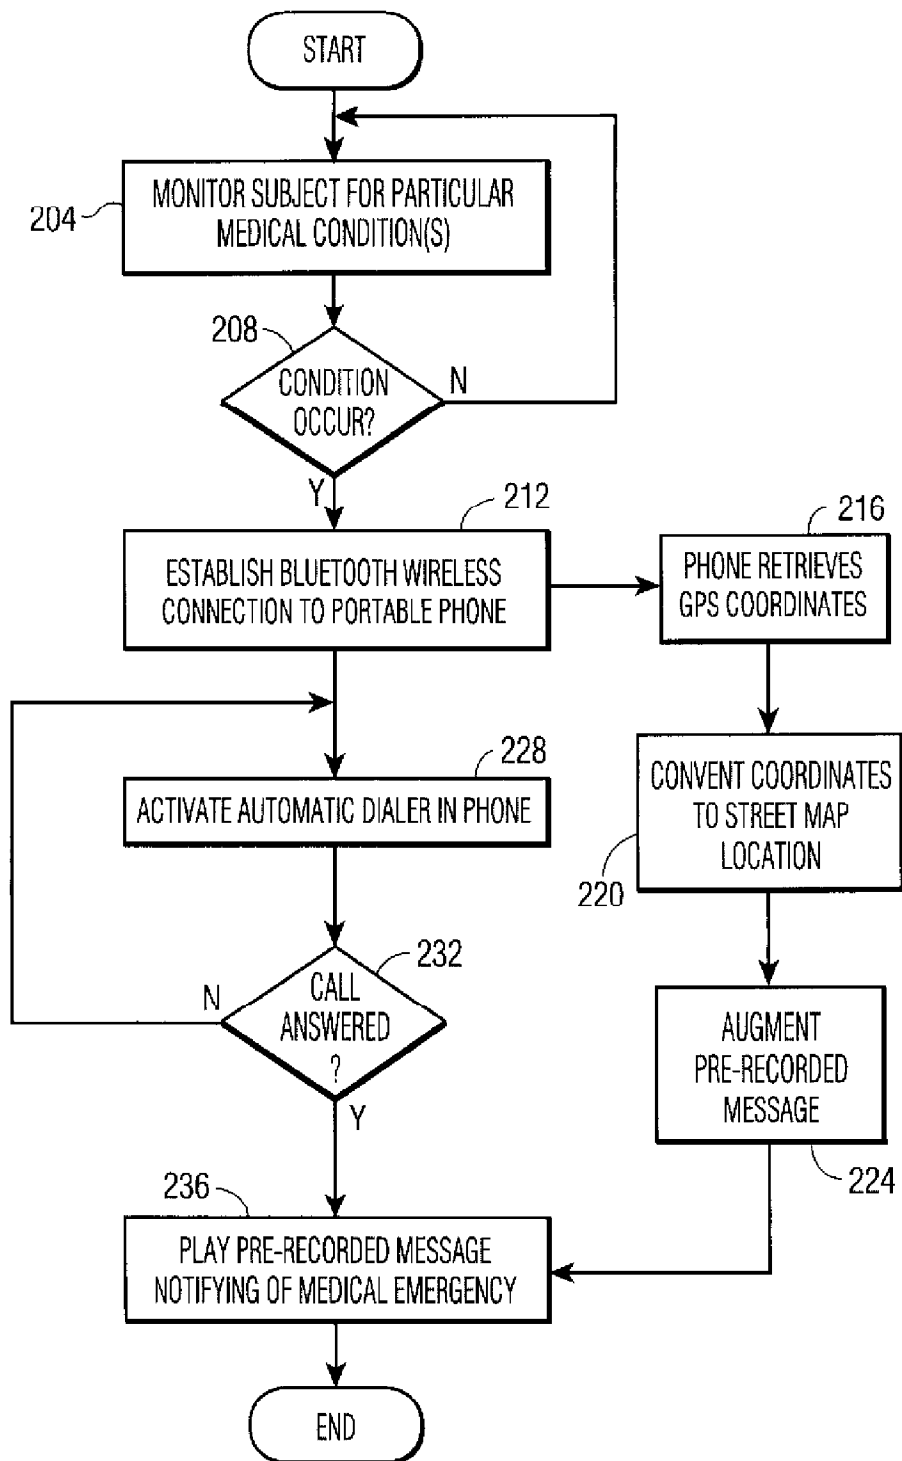 START
204
MONITOR SUBJECT FOR PARTICULAR
MEDICAL CONDITION(S)
208
CONDITION
OCCUR?
N
Y
212
ESTABLISH BLUETOOTH WIRELESS
CONNECTION TO PORTABLE PHONE
216
PHONE RETRIEVES
GPS COORDINATES
228
ACTIVATE AUTOMATIC DIALER IN PHONE
CONVENT COORDINATES
TO STREET MAP
LOCATION
220
232
CALL
ANSWERED
?
N
Y
AUGMENT
PRE-RECORDED
MESSAGE
224
236
PLAY PRE-RECORDED MESSAGE
NOTIFYING OF MEDICAL EMERGENCY
END